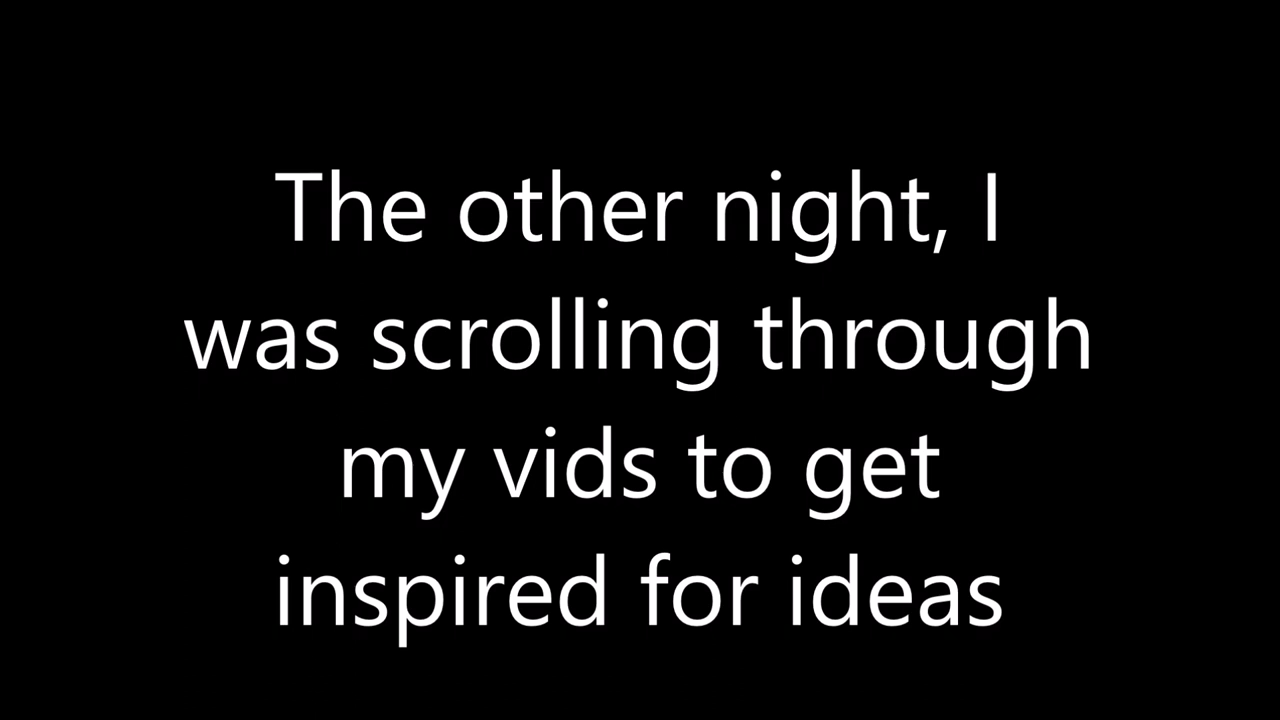 The other night, I
was scrolling through
my vids to get
inspired for ideas